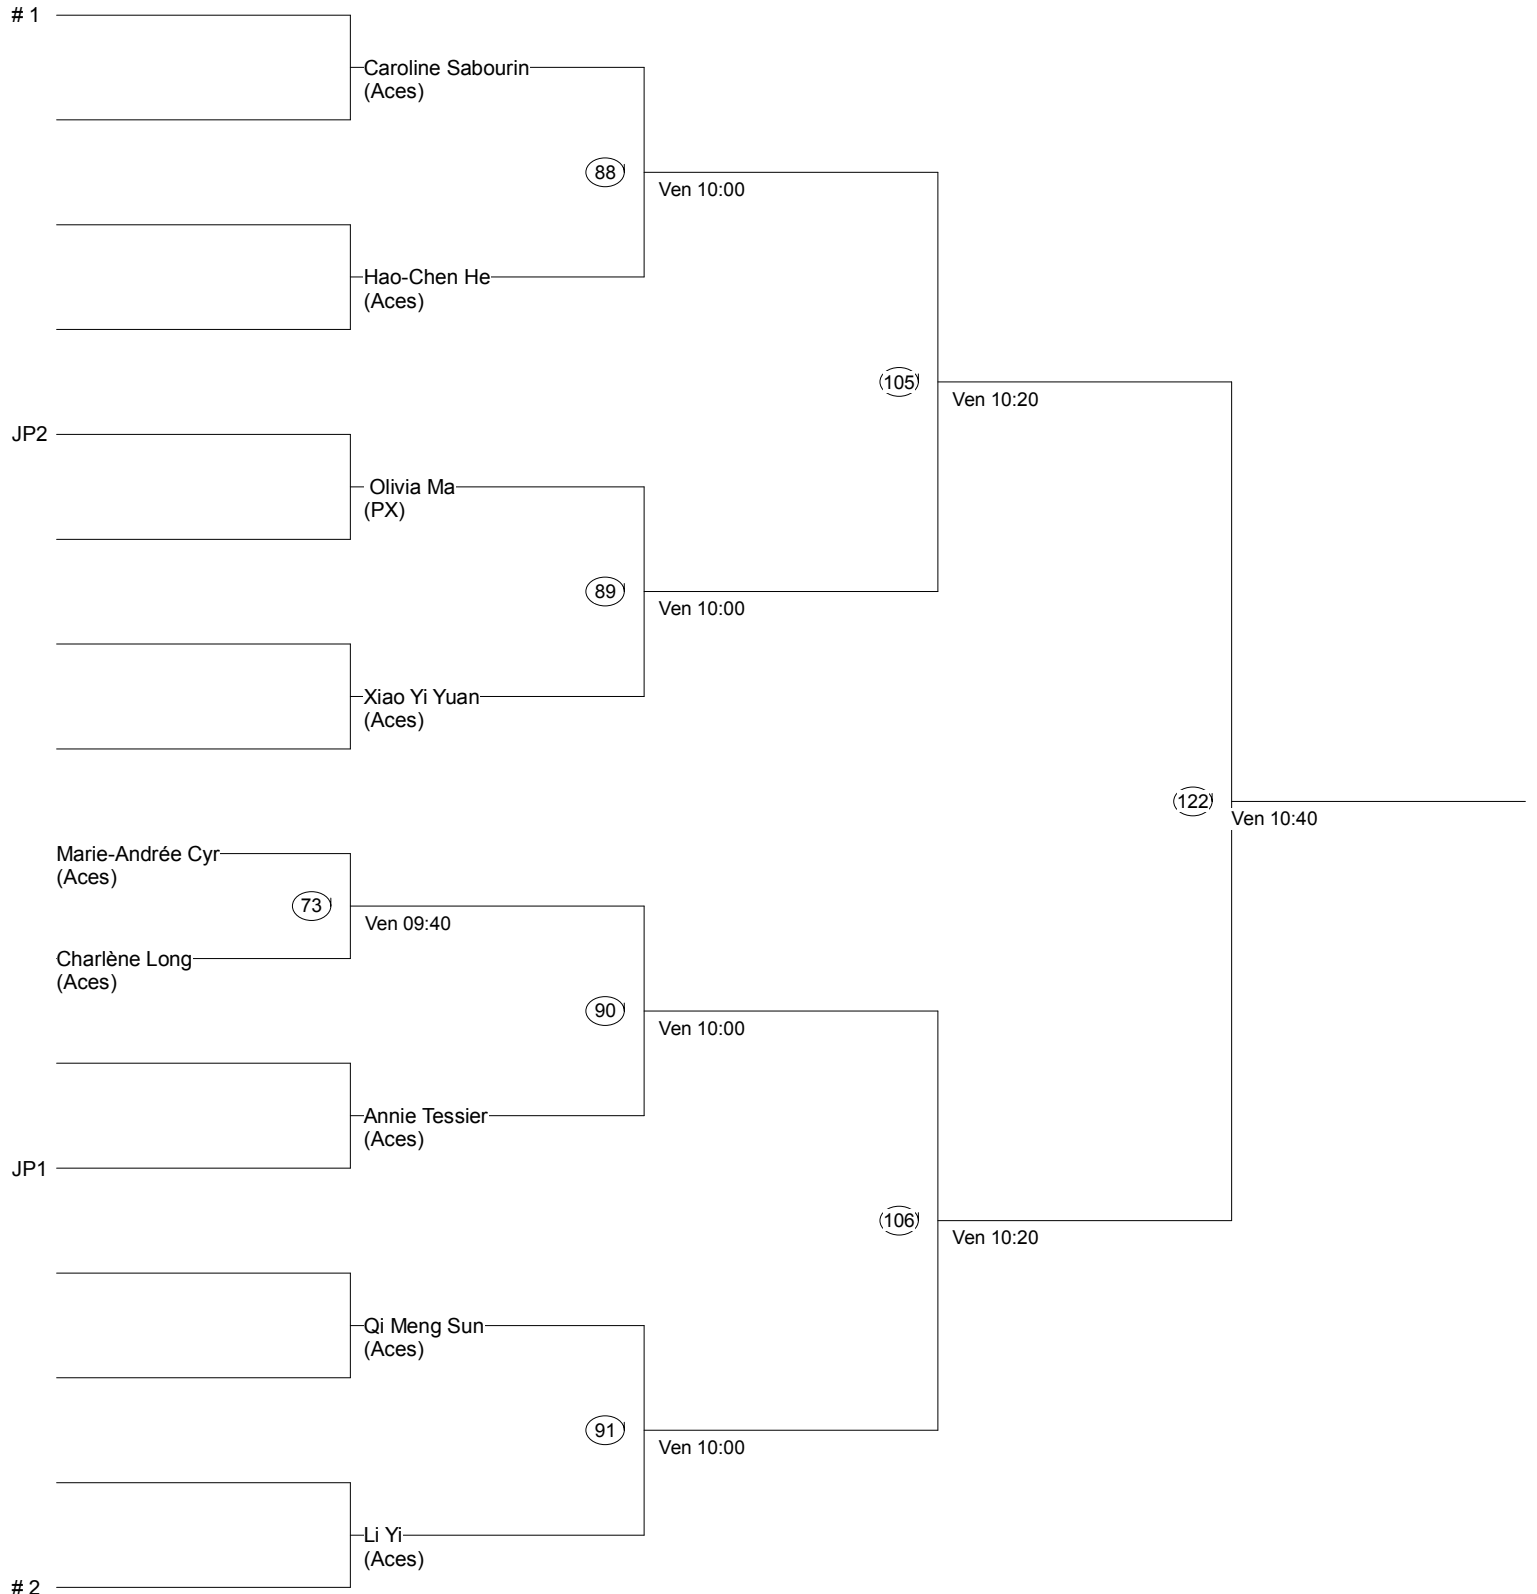 # 1
Caroline Sabourin
(Aces)
88
Ven 10:00
Hao-Chen He
(Aces)
105
Ven 10:20
JP2
Olivia Ma
(PX)
89
Ven 10:00
Xiao Yi Yuan
(Aces)
122
Ven 10:40
Marie-Andrée Cyr
(Aces)
73
Ven 09:40
Charlène Long
(Aces)
90
Ven 10:00
Annie Tessier
(Aces)
JP1
106
Ven 10:20
Qi Meng Sun
(Aces)
91
Ven 10:00
Li Yi
(Aces)
# 2